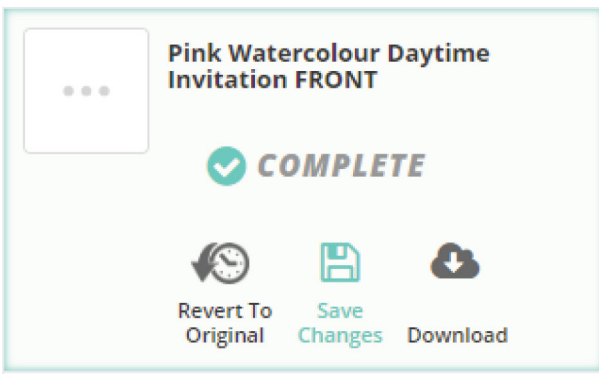 Pink Watercolour Daytime
Invitation FRONT
COMPLETE
Revert To
Original
Save
Changes
Download